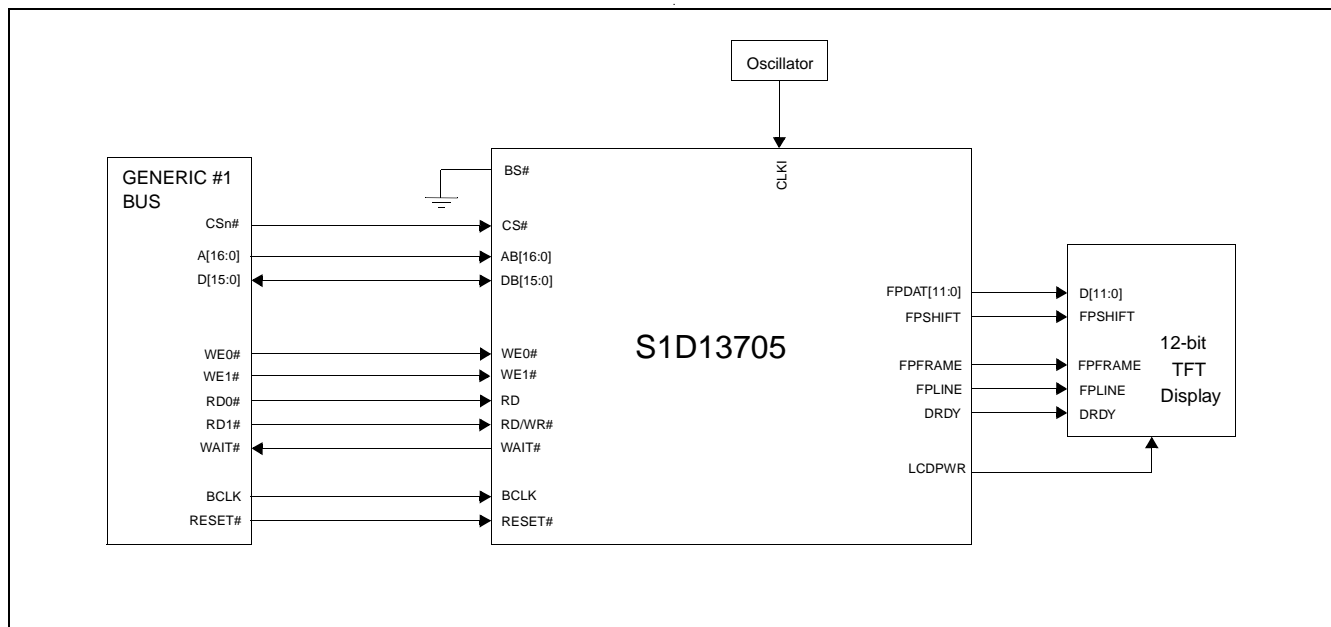 Oscillator
CLKI
GENERIC #1
BUS
CSn#
A[16:0]
D[15:0]
WE0#
WE1#
RD0#
RD1#
WAIT#
BCLK
RESET#
BS#
CS#
AB[16:0]
DB[15:0]
WE0#
WE1#
RD
RD/WR#
WAIT#
BCLK
RESET#
S1D13705
FPDAT[11:0]
FPSHIFT
FPFRAME
FPLINE
DRDY
LCDPWR
D[11:0]
FPSHIFT
FPFRAME
FPLINE
DRDY
12-bit
TFT
Display